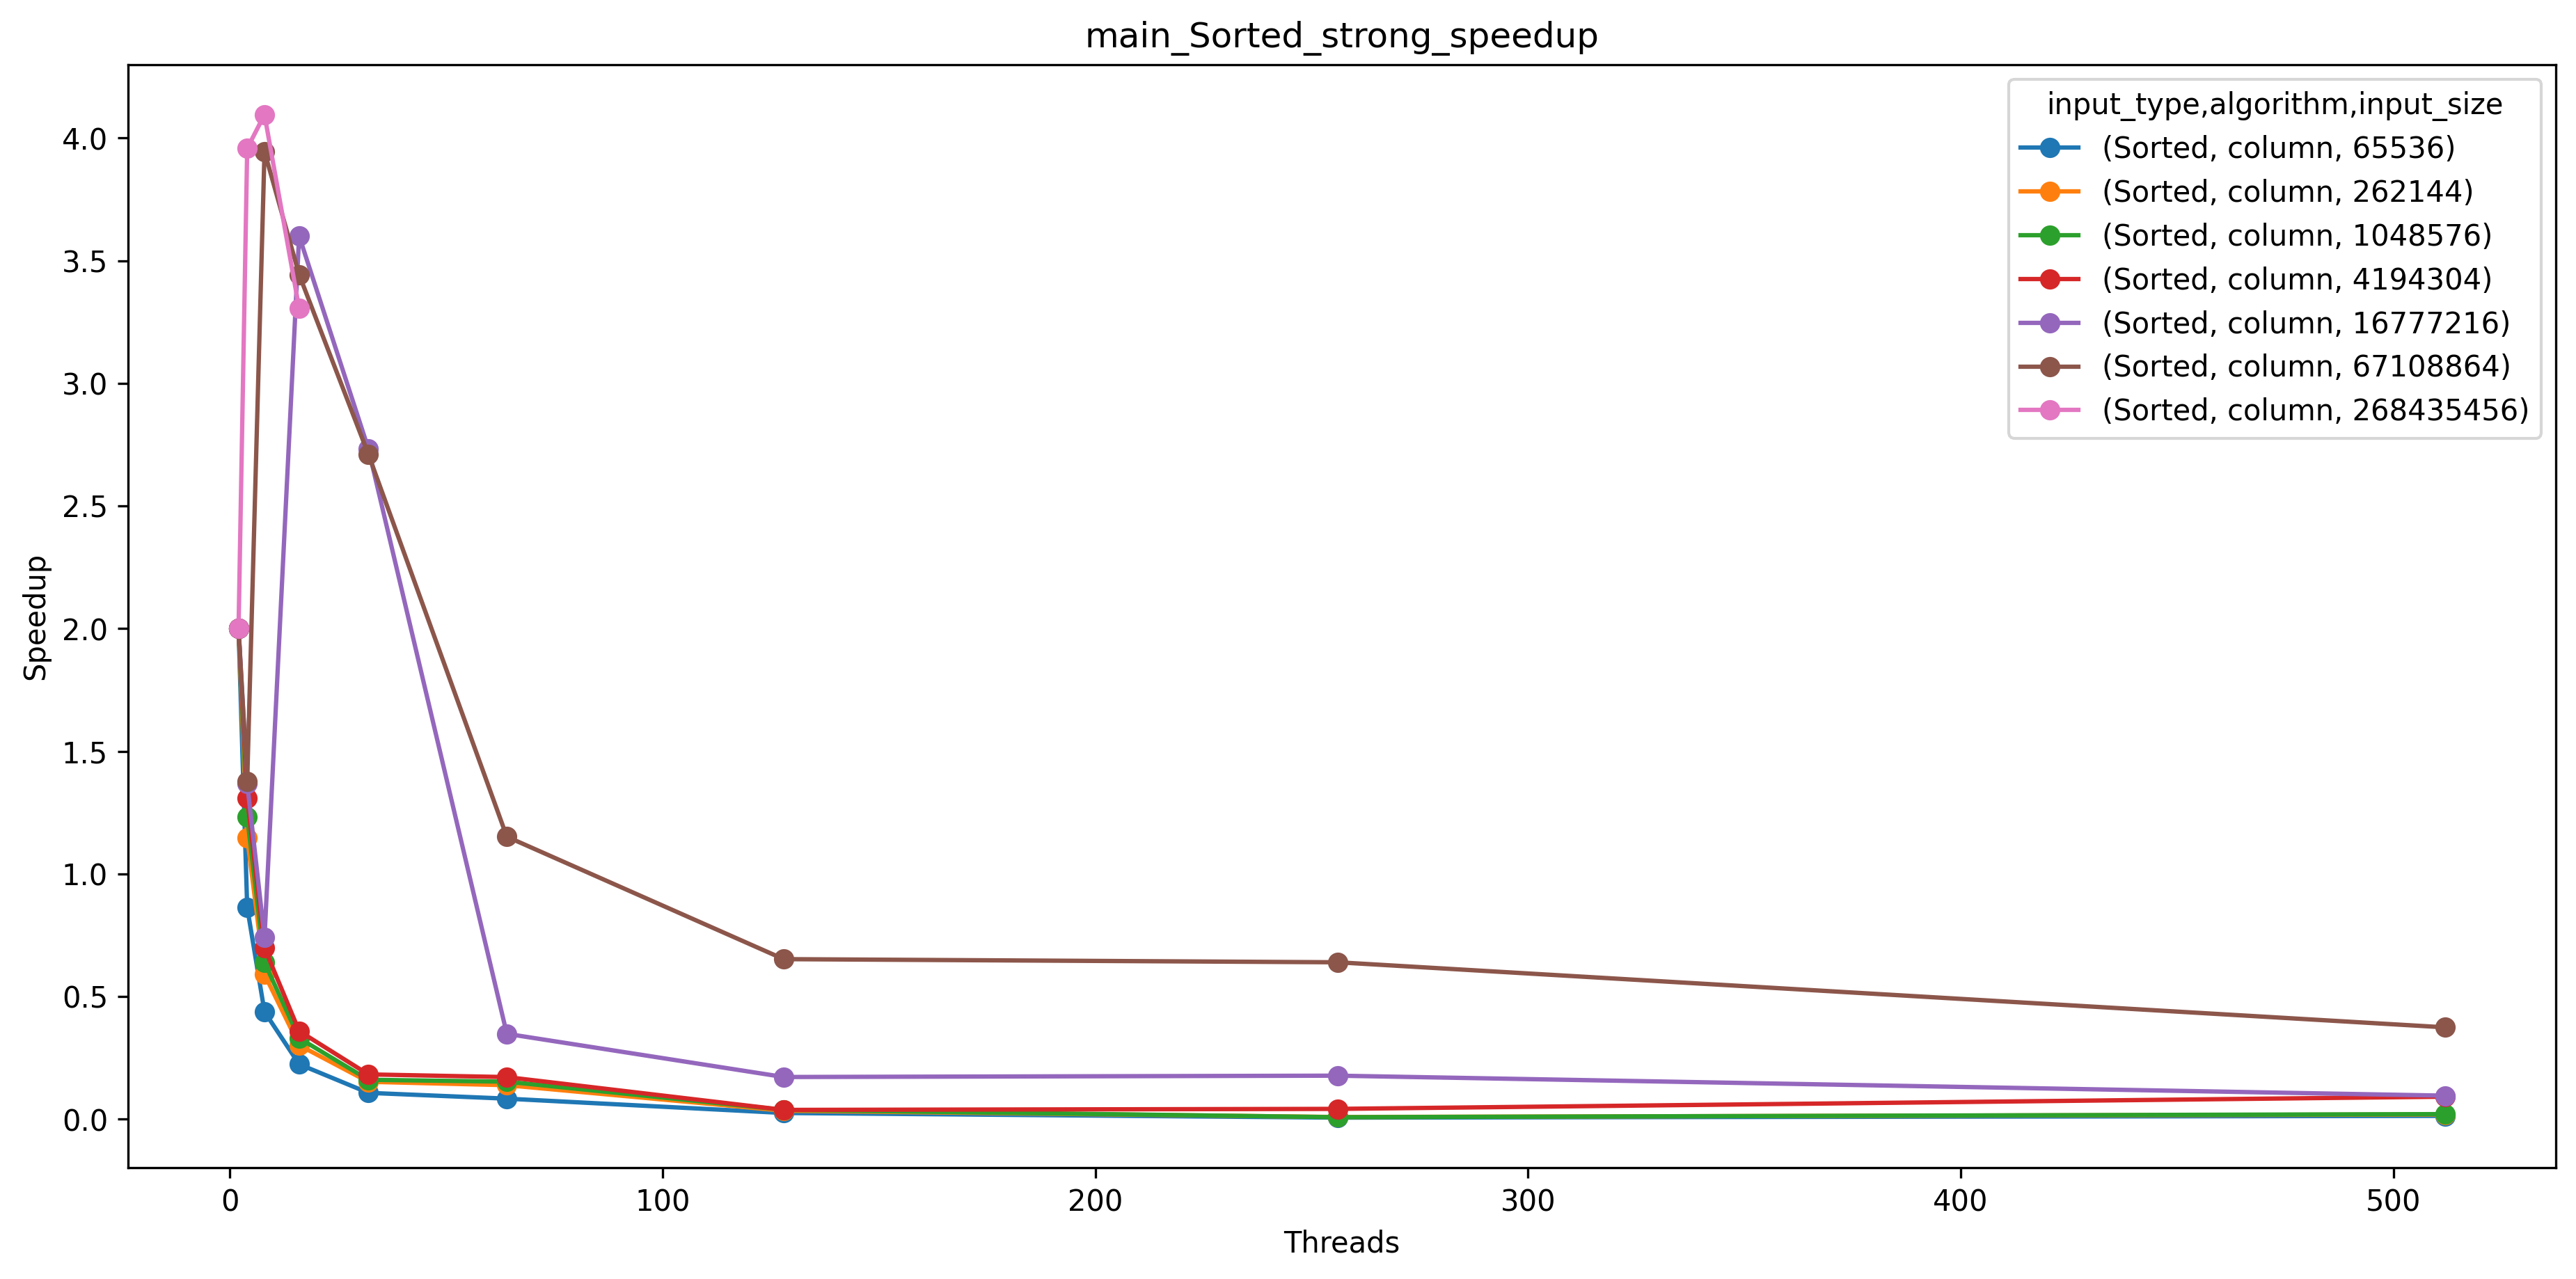 main_Sorted_strong_speedup
input_type,algorithm,input_size
(Sorted, column, 65536)
(Sorted, column, 262144)
(Sorted, column, 1048576)
(Sorted, column, 4194304)
(Sorted, column, 16777216)
(Sorted, column, 67108864)
(Sorted, column, 268435456)
Speedup
4.0
3.5
3.0
2.5
2.0
1.5
1.0
0.5
0.0
0 100 200 300 400 500
Threads